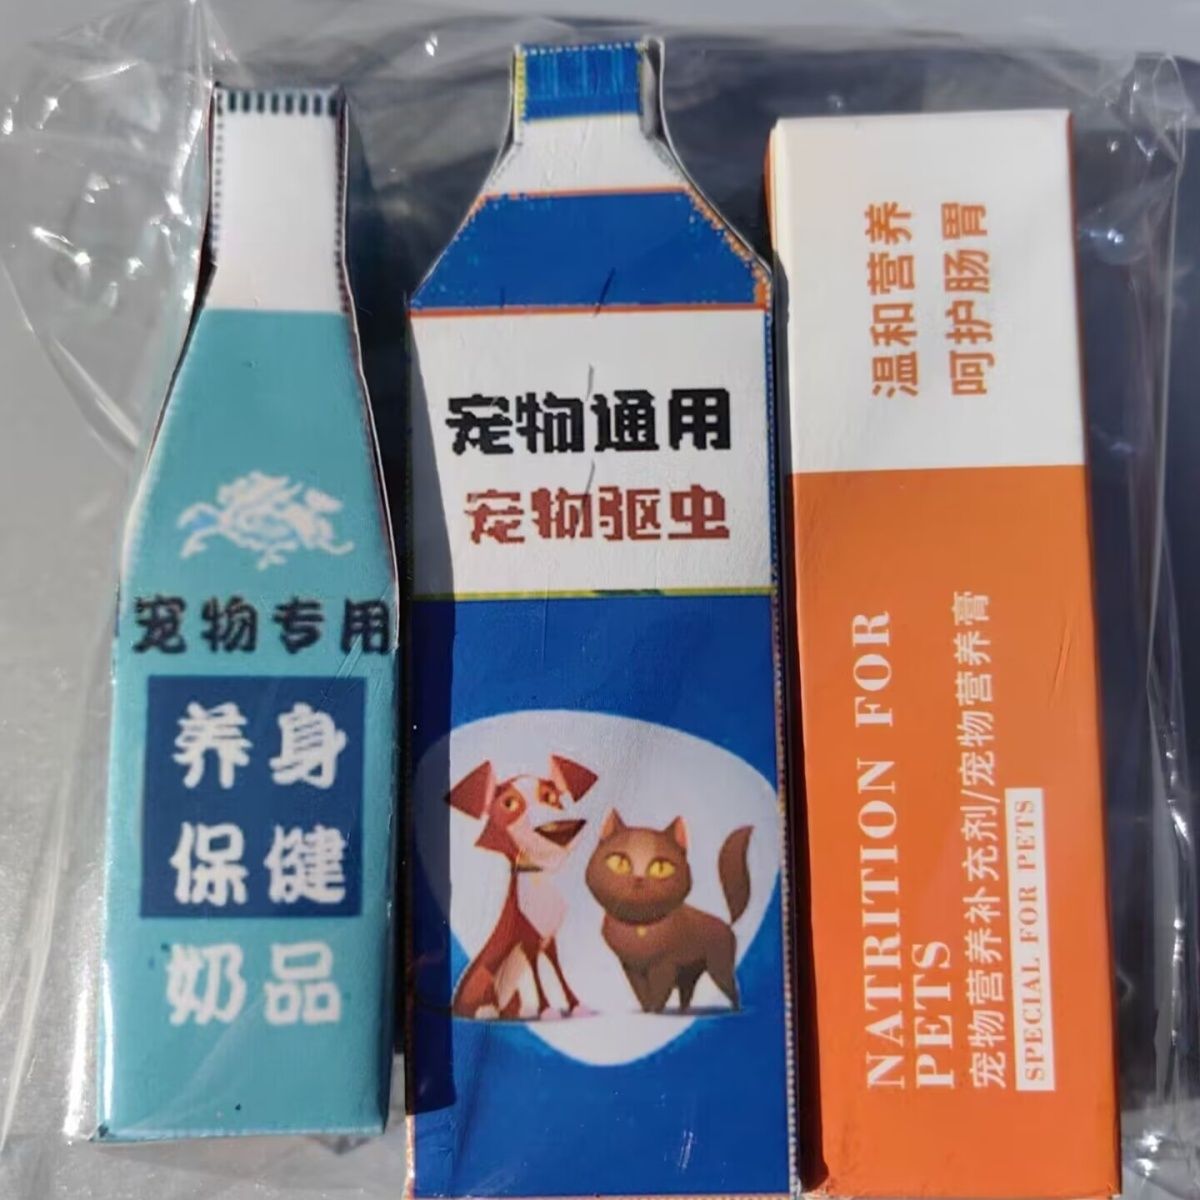 宠物专用
养身
保健
奶品
宠物通用
宠物驱虫
温和营养
呵护肠胃
NATRITION FOR
PETS
宠物营养补充剂/宠物营养膏
SPECIAL FOR PETS